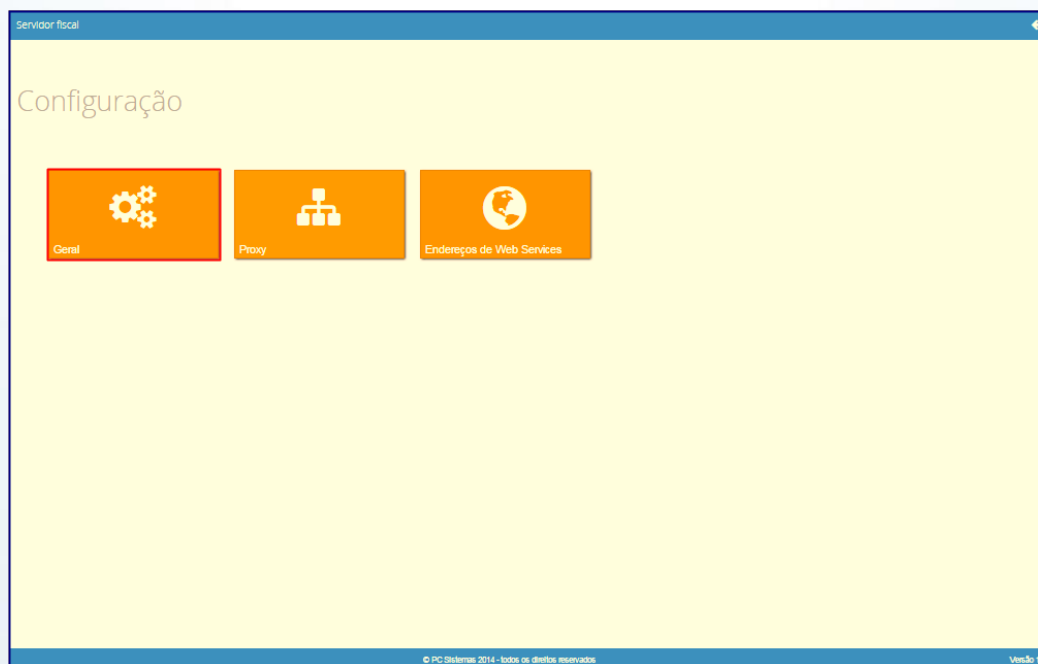 Servidor fiscal
Configuração
Geral
Proxy
Endereços de Web Services
© PC Sistemas 2014 - todos os direitos reservados
Versão